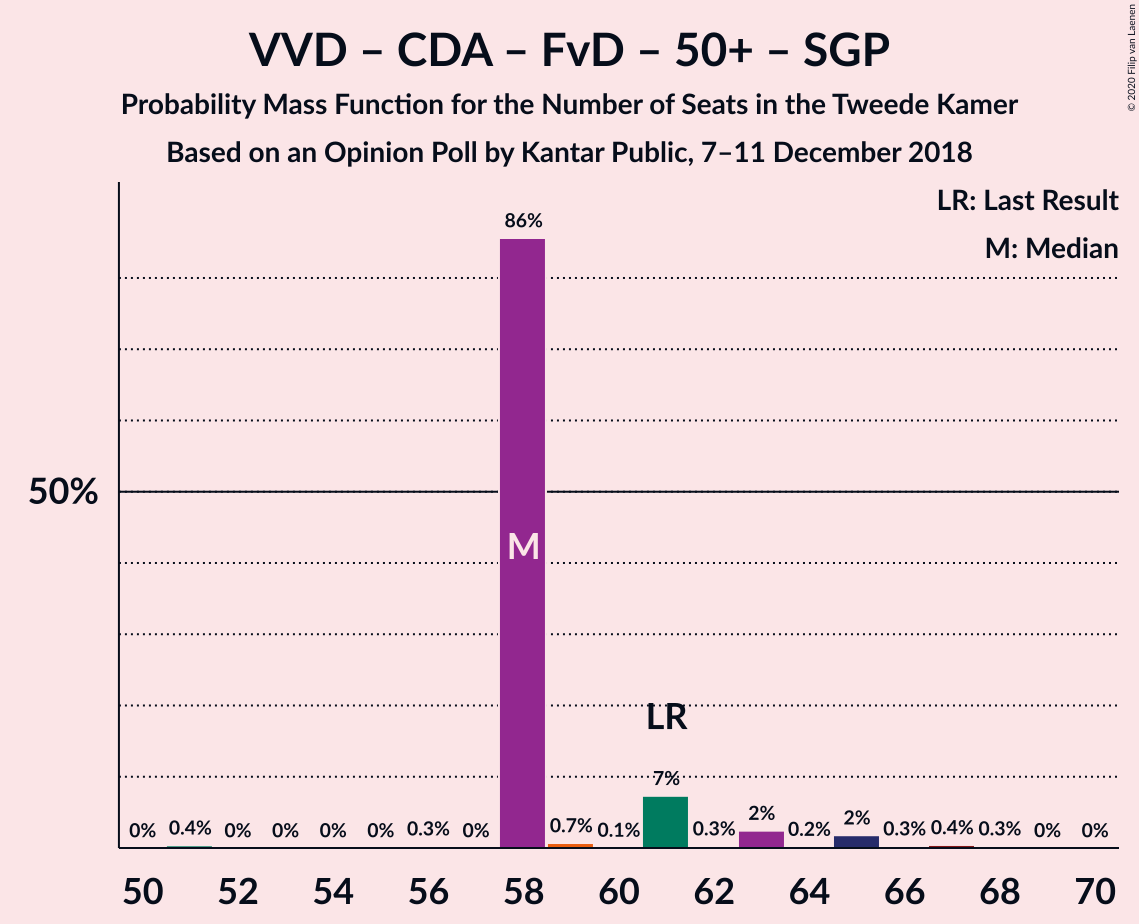 VVD – CDA – FvD – 50+ – SGP
Probability Mass Function for the Number of Seats in the Tweede Kamer
Based on an Opinion Poll by Kantar Public, 7–11 December 2018
© 2020 Filip van Laenen
LR: Last Result
M: Median
50%
0% 0.4% 0% 0% 0% 0% 0.3% 0% 86% 0.7% 0.1% 7% 0.3% 2% 0.2% 2% 0.3% 0.4% 0.3% 0% 0%
M
LR
50 52 54 56 58 60 62 64 66 68 70